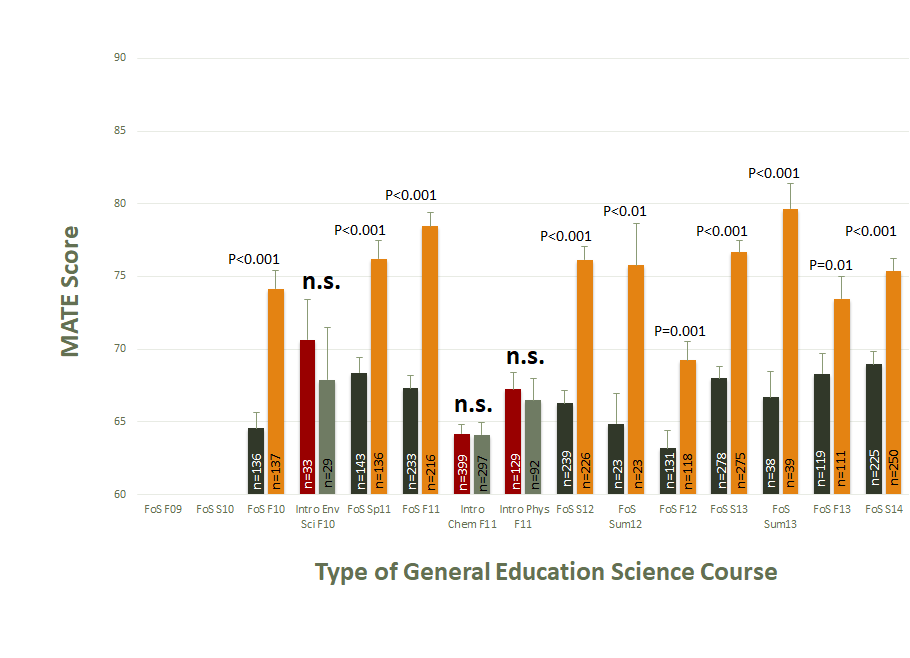 90
85
80
75
70
65
60
MATE Score
P<0.001
n.s.
P<0.001
P<0.001
n.s.
n.s.
P<0.001
P<0.01
P=0.001
P<0.001
P<0.001
P=0.01
P<0.001
n=136
n=137
n=33
n=29
n=143
n=136
n=233
n=216
n=399
n=297
n=129
n=92
n=239
n=226
n=23
n=23
n=131
n=118
n=278
n=275
n=38
n=39
n=119
n=111
n=225
n=250
FoS F09
FoS S10
FoS F10
Intro Env
Sci F10
FoS Sp11
FoS F11
Intro
Chem F11
Intro Phys
F11
FoS S12
FoS
Sum12
FoS F12
FoS S13
FoS
Sum13
FoS F13
FoS S14
Type of General Education Science Course